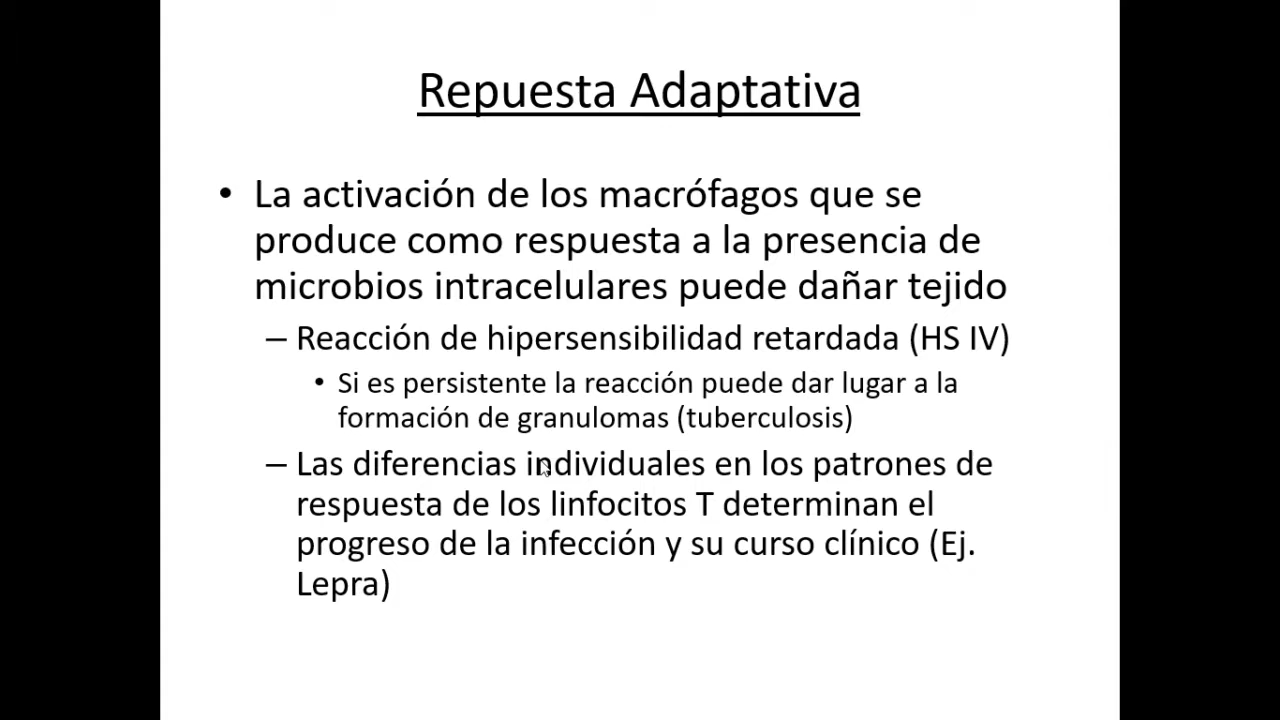 Repuesta Adaptativa
• La activación de los macrófagos que se
produce como respuesta a la presencia de
microbios intracelulares puede dañar tejido
– Reacción de hipersensibilidad retardada (HS IV)
• Si es persistente la reacción puede dar lugar a la
formación de granulomas (tuberculosis)
– Las diferencias individuales en los patrones de
respuesta de los linfocitos T determinan el
progreso de la infección y su curso clínico (Ej.
Lepra)